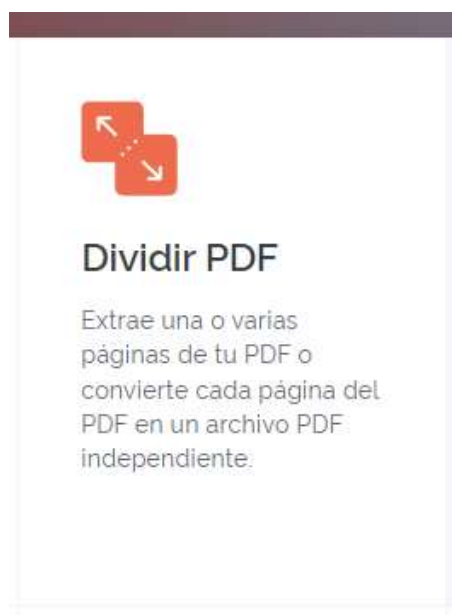 Dividir PDF
Extrae una o varias
páginas de tu PDF o
convierte cada página del
PDF en un archivo PDF
independiente.